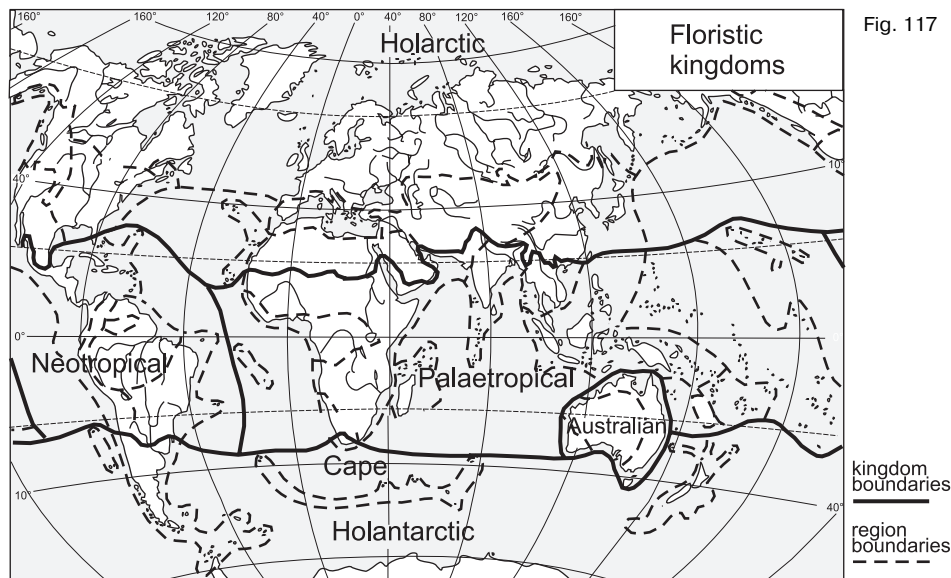 160° 160° 120° 80° 40° 0° 40° 80° 120° 160° 160°
Fig. 117
Holarctic
Floristic
kingdoms
10°
40°
0°
0
Neotropical
Palaetropical
Australian
Cape
kingdom
boundaries
10°
40°
Holantarctic
region
boundaries